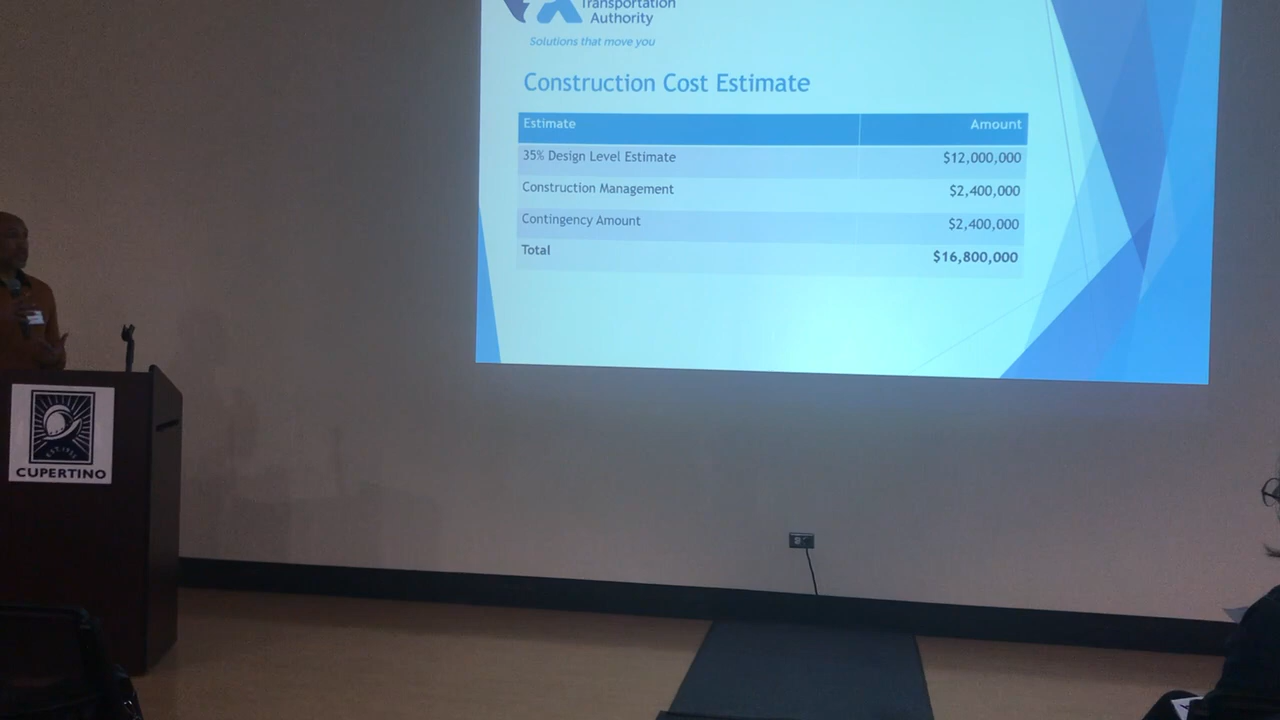 Transportation
Authority
Solutions that move you
Construction Cost Estimate
Estimate Amount
35% Design Level Estimate $12,000,000
Construction Management $2,400,000
Contingency Amount $2,400,000
Total $16,800,000
CUPERTINO